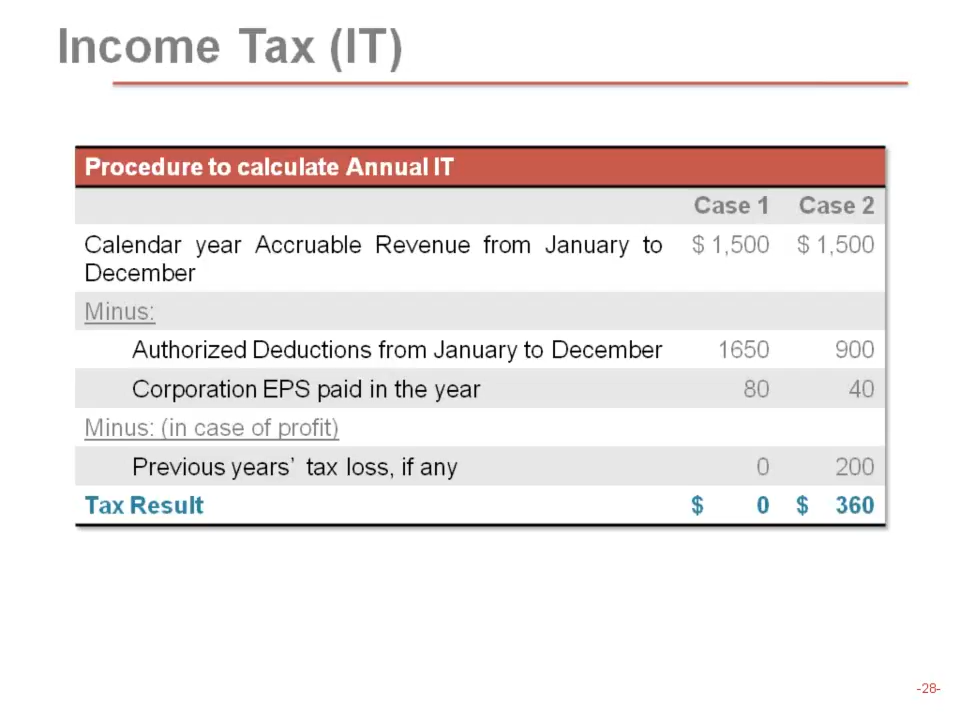 Income Tax (IT)
Procedure to calculate Annual IT
Case 1 Case 2
Calendar year Accruable Revenue from January to $ 1,500 $ 1,500
December
Minus:
Authorized Deductions from January to December 1650 900
Corporation EPS paid in the year 80 40
Minus: (in case of profit)
Previous years' tax loss, if any 0 200
Tax Result $ 0 $ 360
-28-